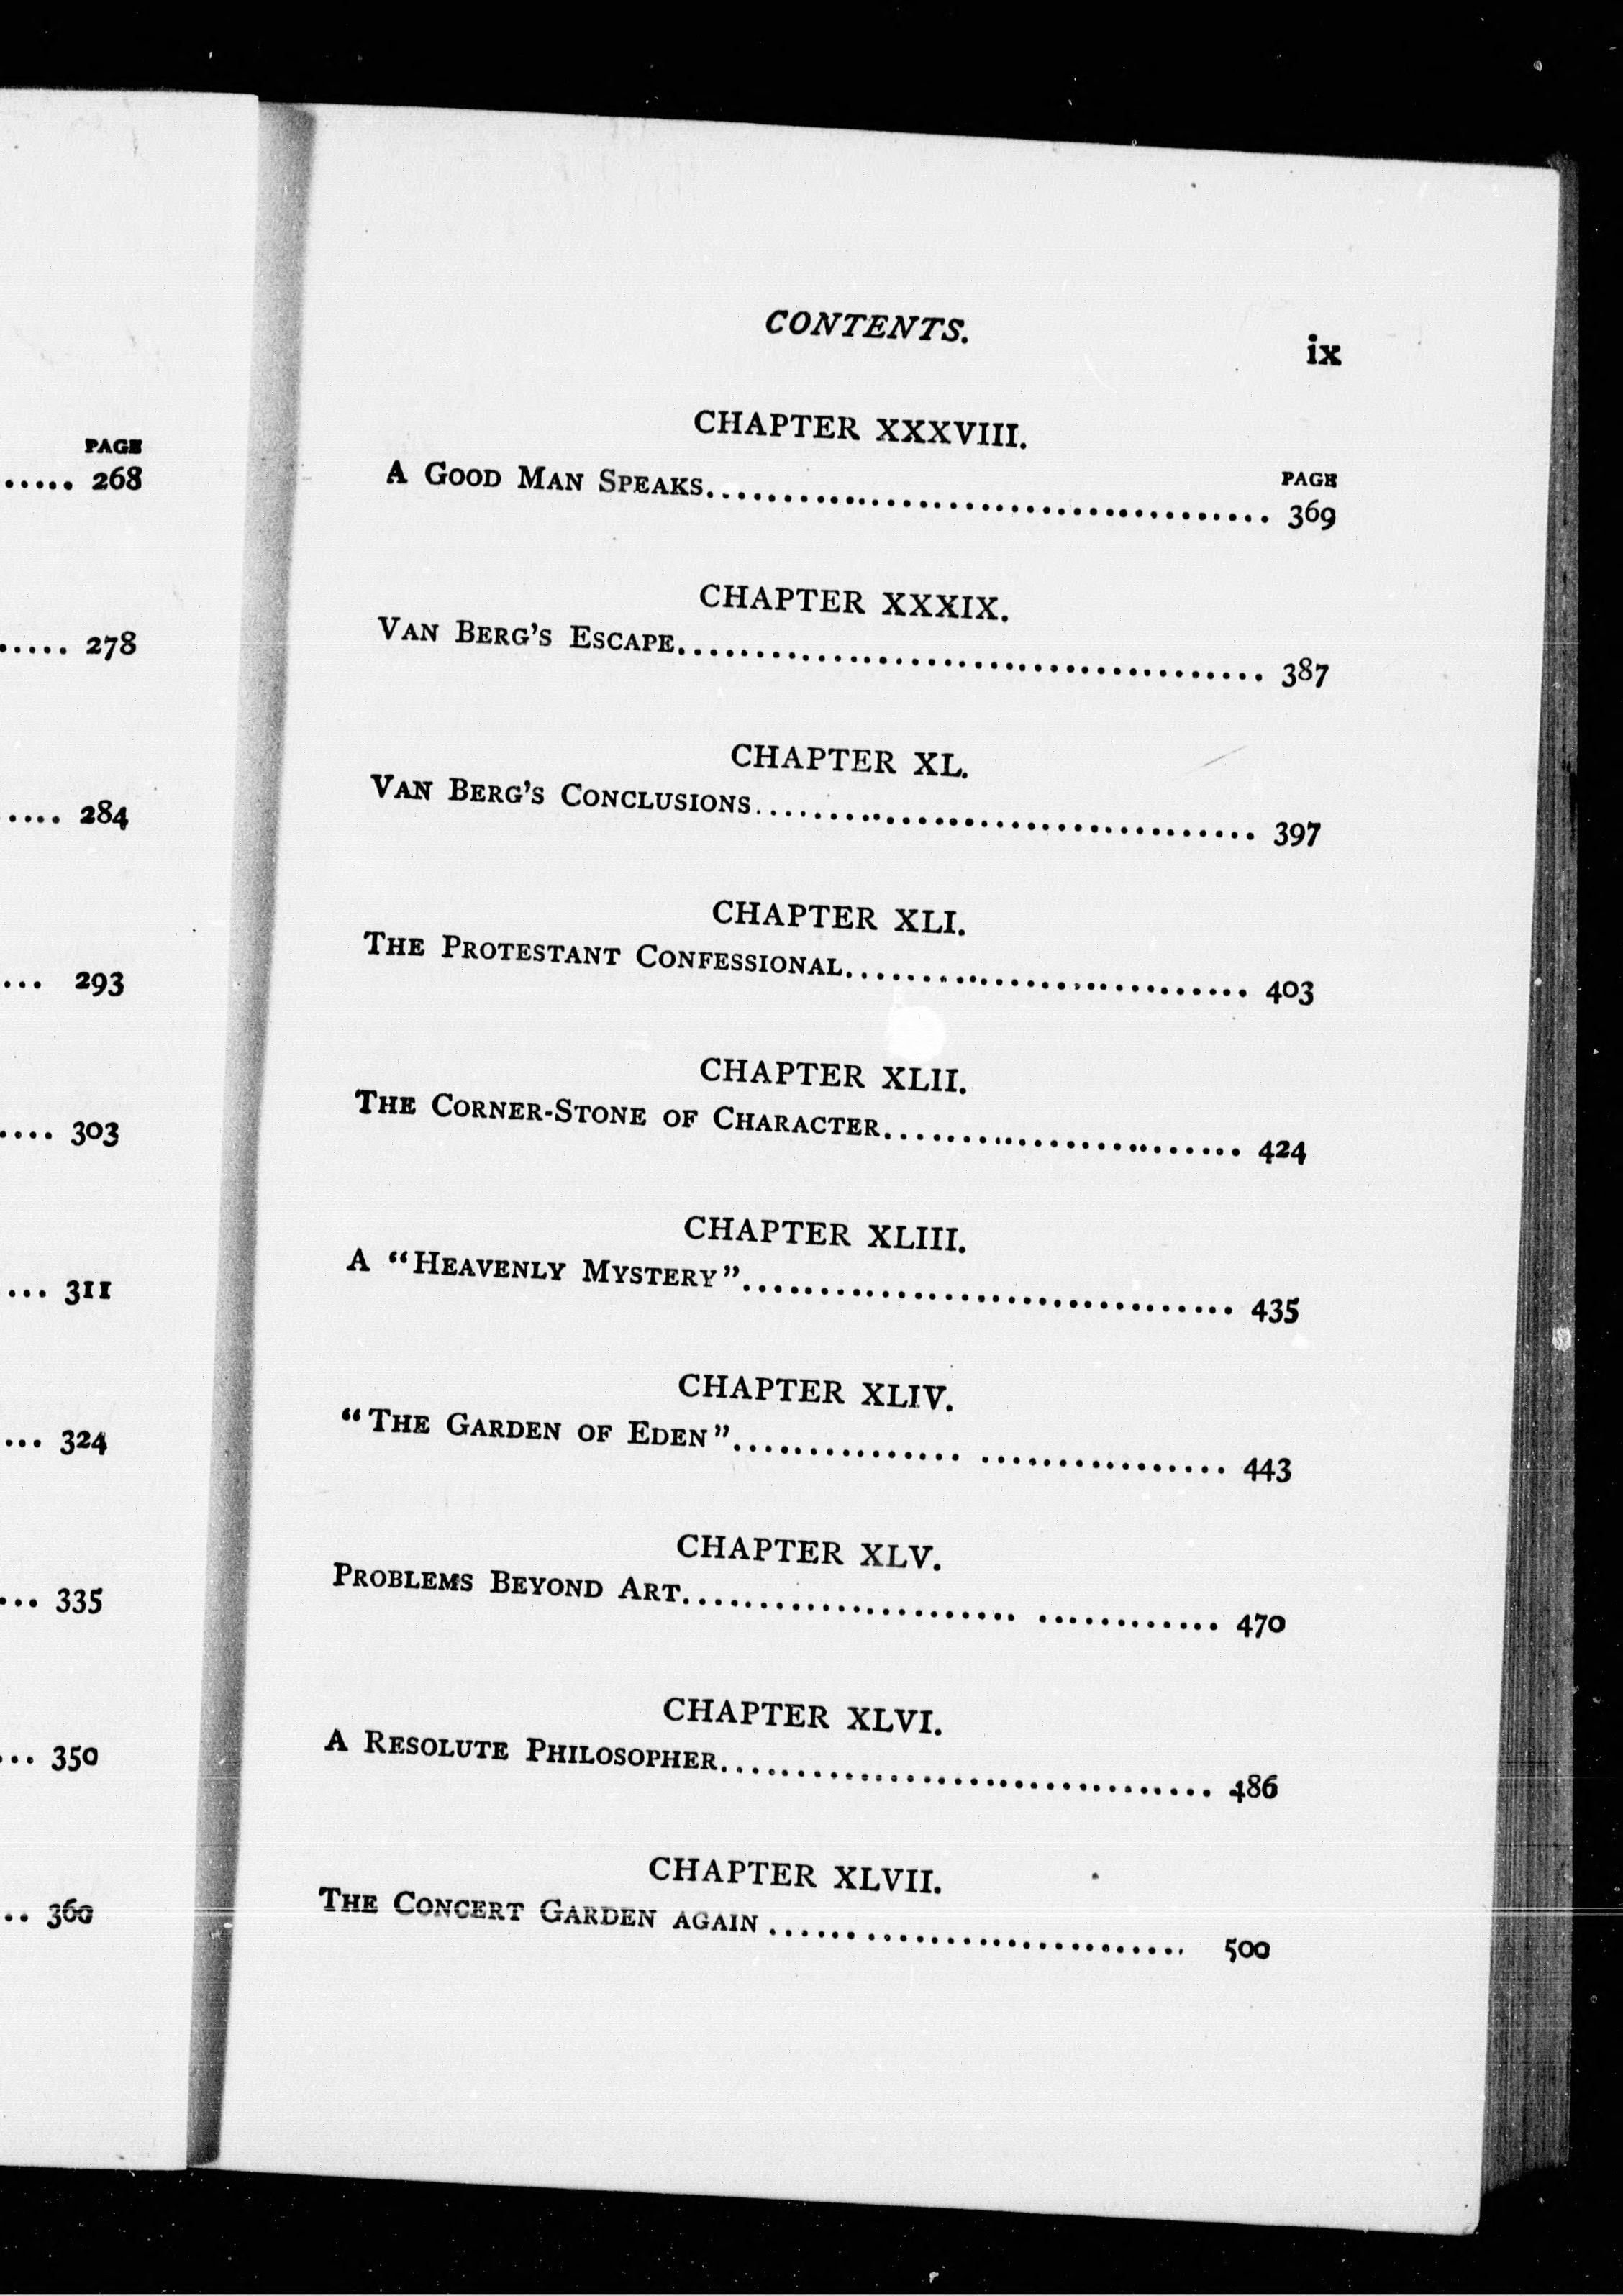 PAGE
..... 268
..... 278
.... 284
... 293
.... 303
... 311
... 324
... 335
... 350
.. 360
CONTENTS.
ix
CHAPTER XXXVIII.
PAGE
A GOOD MAN SPEAKS........................................ 369
CHAPTER XXXIX.
VAN BERG'S ESCAPE........................................ 387
CHAPTER XL.
VAN BERG'S CONCLUSIONS.................................. 397
CHAPTER XLI.
THE PROTESTANT CONFESSIONAL............................ 403
CHAPTER XLII.
THE CORNER-STONE OF CHARACTER......................... 424
CHAPTER XLIII.
A “HEAVENLY MYSTERY”................................. 435
CHAPTER XLIV.
“THE GARDEN OF EDEN”............... ................ 443
CHAPTER XLV.
PROBLEMS BEYOND ART...................... ............ 470
CHAPTER XLVI.
A RESOLUTE PHILOSOPHER................................ 486
CHAPTER XLVII.
THE CONCERT GARDEN AGAIN ........................... 500